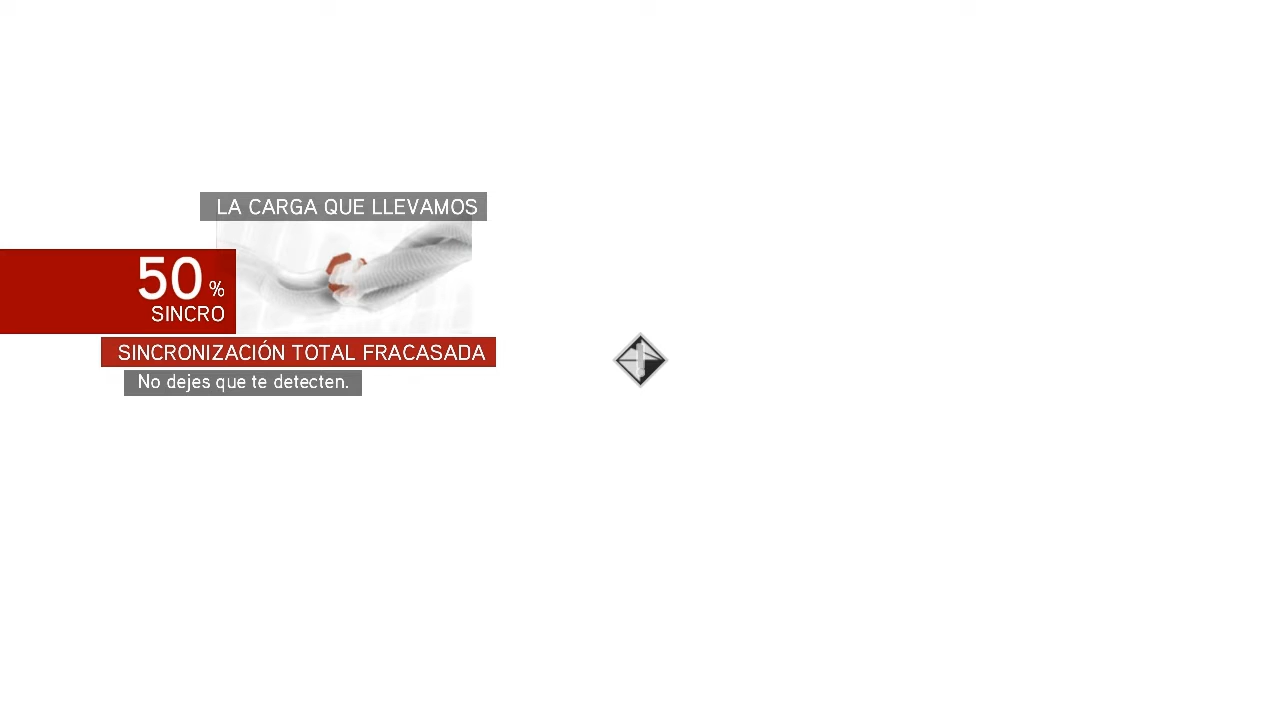 LA CARGA QUE LLEVAMOS
50 %
SINCRO
SINCRONIZACIÓN TOTAL FRACASADA
No dejes que te detecten.